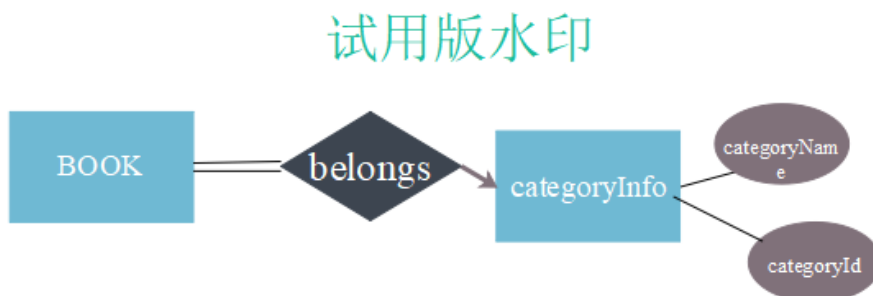 试用版水印
BOOK
belongs
categoryInfo
categoryNam
e
categoryId